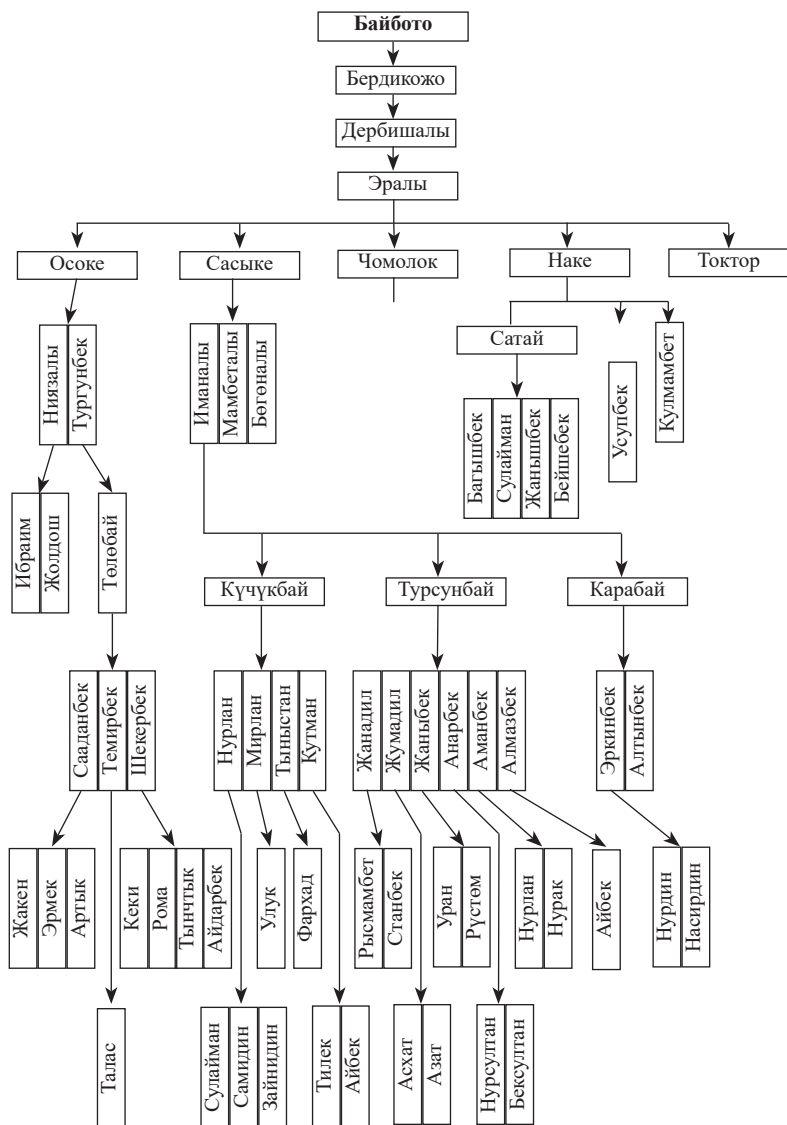 Байбото
Бердикожо
Дербишалы
Эралы
Осоке
Сасыке
Чомолок
Наке
Токтор
Ниязалы
Тургунбек
Иманалы
Мамбеталы
Бөгөналы
Сатай
Усупбек
Кулмамбет
Багышбек
Сулайман
Жанышбек
Бейшебек
Ибраим
Жолдош
Төлөбай
Күчүкбай
Турсунбай
Карабай
Сааданбек
Темирбек
Шекербек
Нурлан
Мирлан
Тыныстан
Кутман
Жанадил
Жумадил
Жаныбек
Анарбек
Аманбек
Алмазбек
Эркинбек
Алтынбек
Жакен
Эрмек
Артык
Кеки
Рома
Тынчтык
Айдарбек
Улук
Фархад
Рысмамбет
Станбек
Уран
Рүстөм
Нурлан
Нурак
Айбек
Нурдин
Насирдин
Талас
Сулайман
Самидин
Зайнидин
Тилек
Айбек
Асхат
Азат
Нурсултан
Бексултан